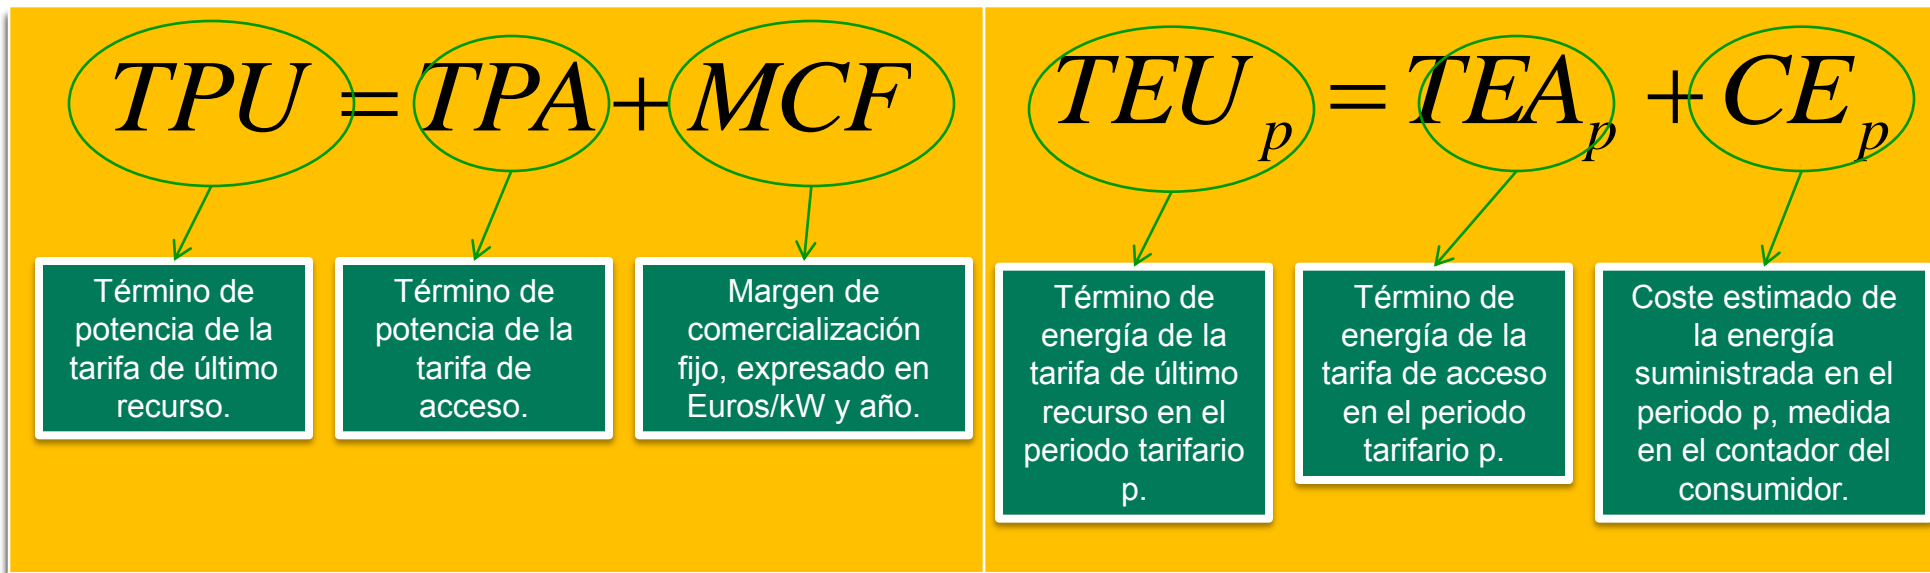 TPU = TPA + MCF
Término de
potencia de la
tarifa de último
recurso.
Término de
potencia de la
tarifa de
acceso.
Margen de
comercialización
fijo, expresado en
Euros/kW y año.
TEU p = TEA p + CE p
Término de
energía de la
tarifa de último
recurso en el
periodo tarifario
p.
Término de
energía de la
tarifa de acceso
en el periodo
tarifario p.
Coste estimado de
la energía
suministrada en el
periodo p, medida
en el contador del
consumidor.